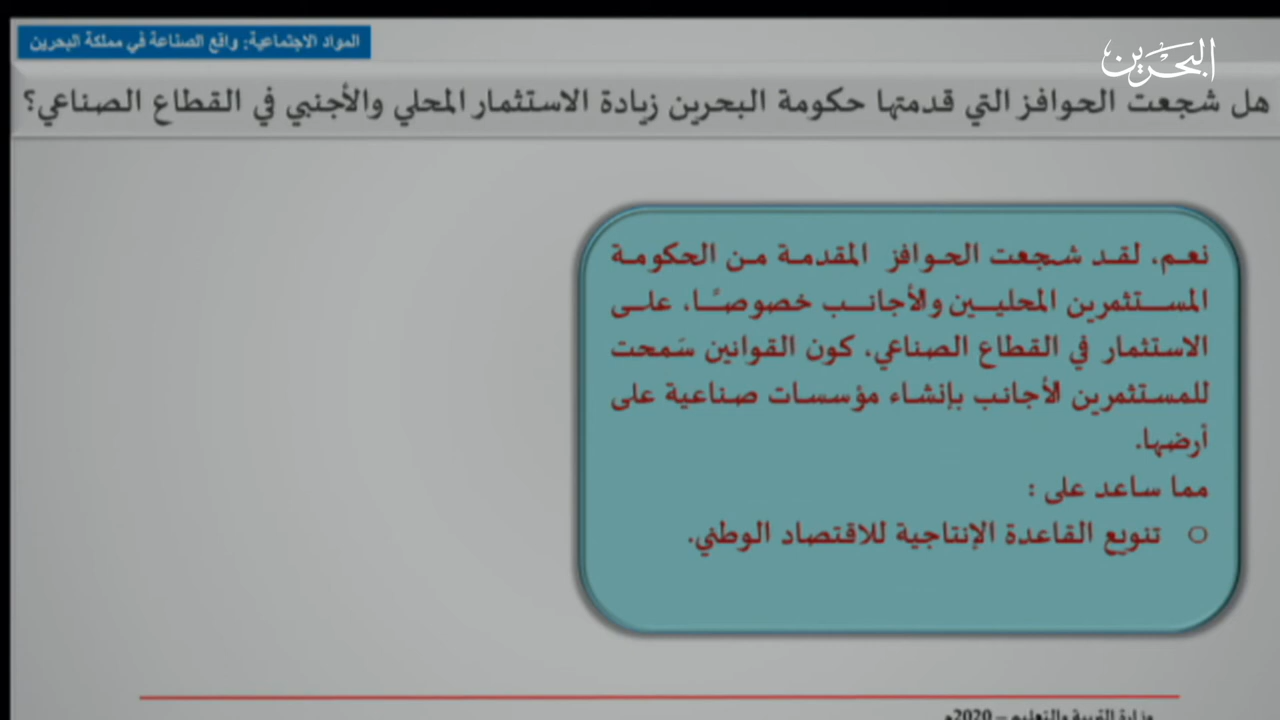 المواد الاجتماعية: واقع الصناعة في مملكة البحرين
البحرين
هل شجعت الحوافز التي قدمتها حكومة البحرين زيادة الاستثمار المحلي والأجنبي في القطاع الصناعي؟
نعم، لقد شجعت الحوافز المقدمة من الحكومة
المستثمرين المحليين والأجانب خصوصًا، على
الاستثمار في القطاع الصناعي، كون القوانين سَمحت
للمستثمرين الأجانب بإنشاء مؤسسات صناعية على
أرضها.
مما ساعد على :
○ تنويع القاعدة الإنتاجية للاقتصاد الوطني.
وزارة التربية والتعليم – 2020م